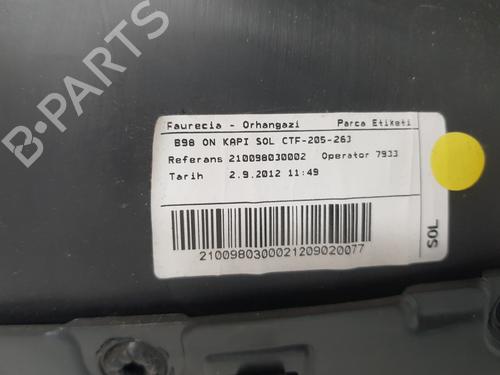 Faurecia - Orhangazi Parca Etiketi
B98 ON KAPI SOL CTF-205-263
Referans 210098030002 Operator 7933
Tarih 2.9.2012 11:49
2100980300021209020077
SOL
B-PARTS